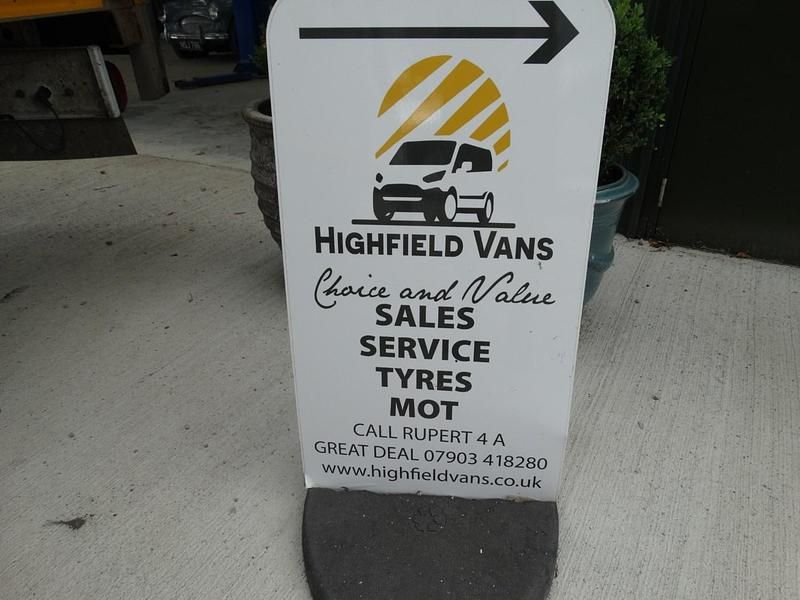 HIGHFIELD VANS
Choice and Value
SALES
SERVICE
TYRES
MOT
CALL RUPERT 4 A
GREAT DEAL 07903 418280
www.highfieldvans.co.uk